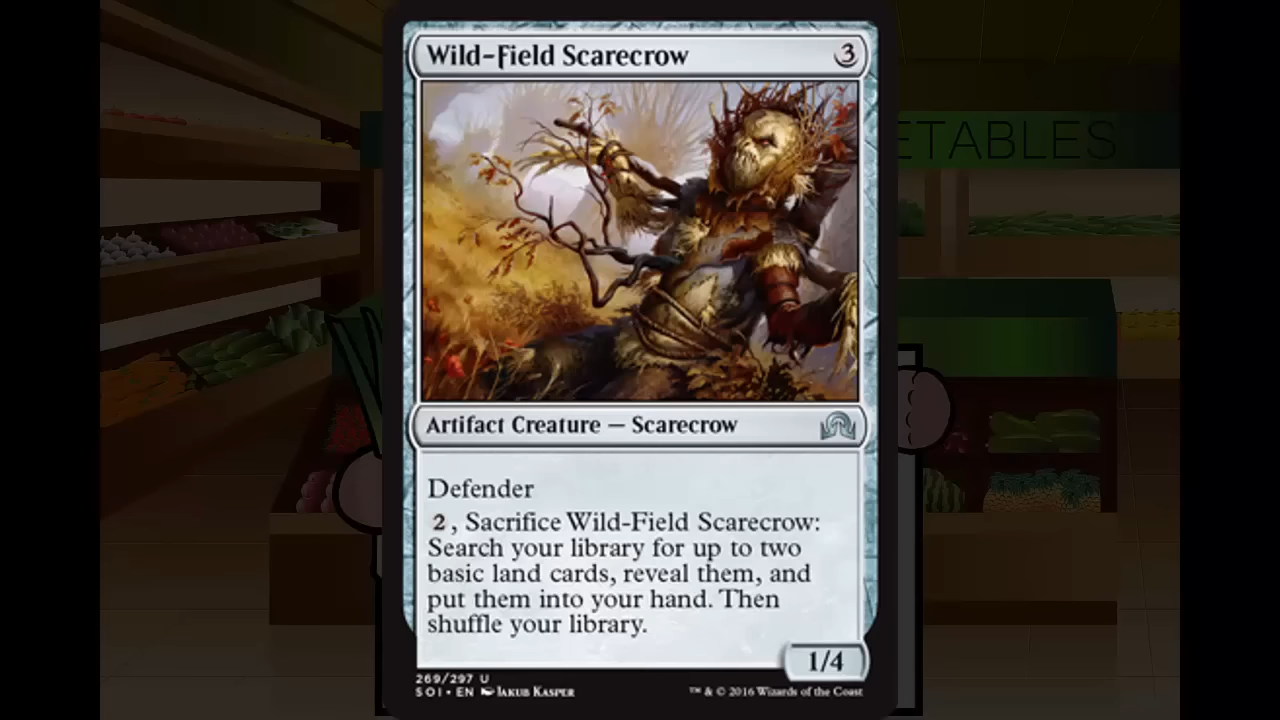 Wild-Field Scarecrow 3
ETABLES
Artifact Creature — Scarecrow
Defender
2, Sacrifice Wild-Field Scarecrow:
Search your library for up to two
basic land cards, reveal them, and
put them into your hand. Then
shuffle your library.
1/4
269/297 U
SOI • EN Jakub Kasper
™ & © 2016 Wizards of the Coast